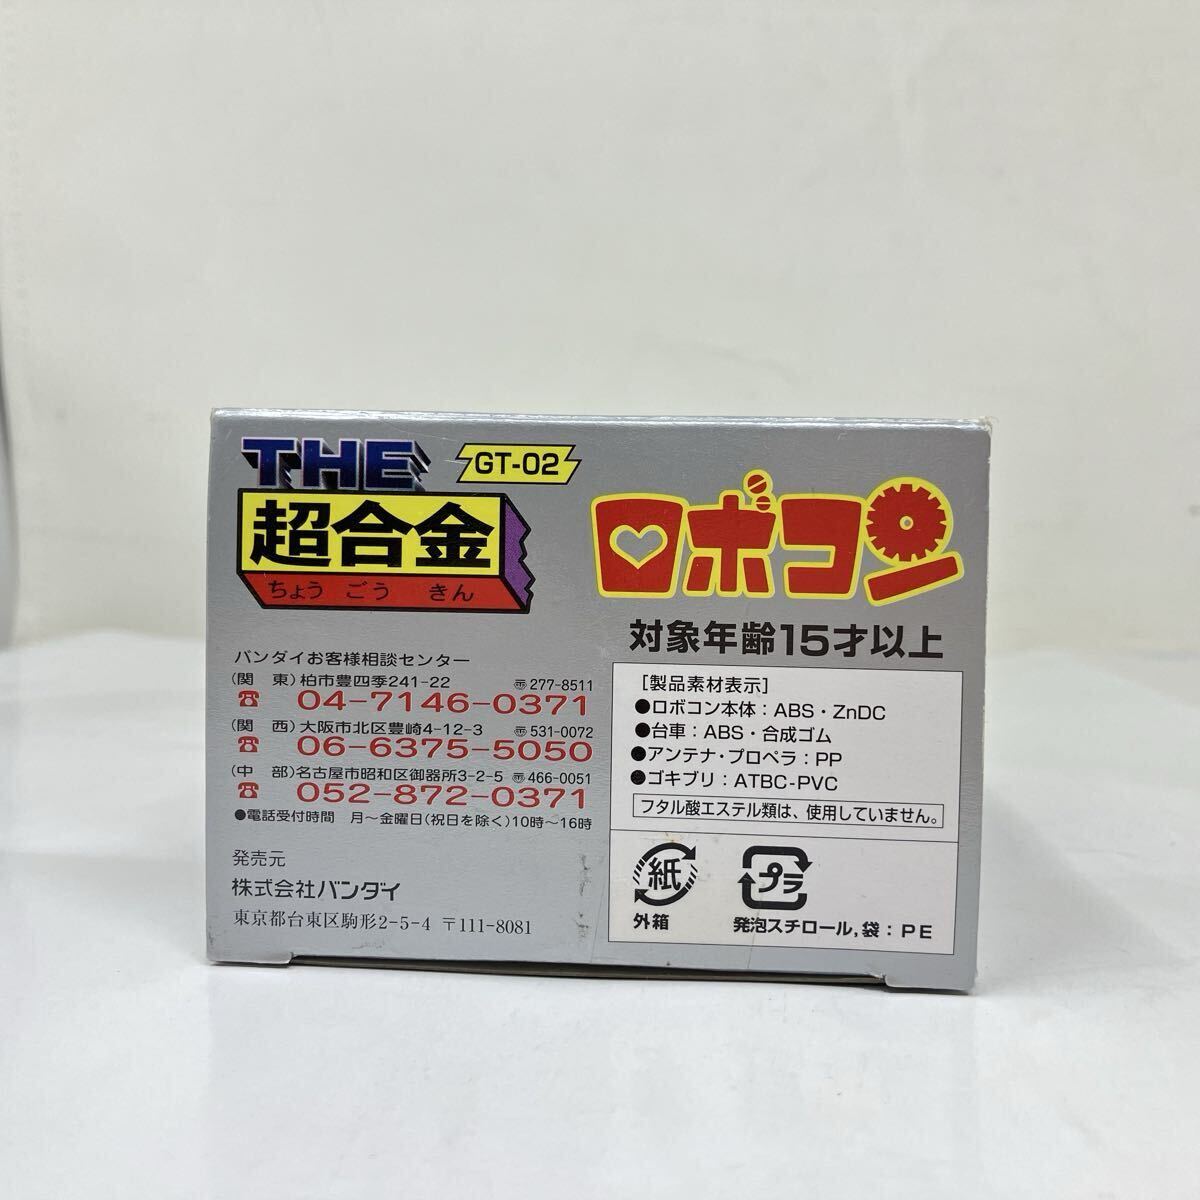 THE
GT-02
超合金
ちょう ごう きん
ロボコン
対象年齢15才以上
バンダイお客様相談センター
(関 東)柏市豊四季241-22 〠277-8511
☎ 04-7146-0371
(関 西)大阪市北区豊崎4-12-3 〠531-0072
☎ 06-6375-5050
(中 部)名古屋市昭和区御器所3-2-5 〠466-0051
☎ 052-872-0371
●電話受付時間 月〜金曜日(祝日を除く)10時〜16時
発売元
株式会社バンダイ
東京都台東区駒形2-5-4 〒111-8081
[製品素材表示]
●ロボコン本体:ABS・ZnDC
●台車:ABS・合成ゴム
●アンテナ・プロペラ:PP
●ゴキブリ:ATBC-PVC
フタル酸エステル類は、使用していません。
紙
外箱
プラ
発泡スチロール,袋:PE